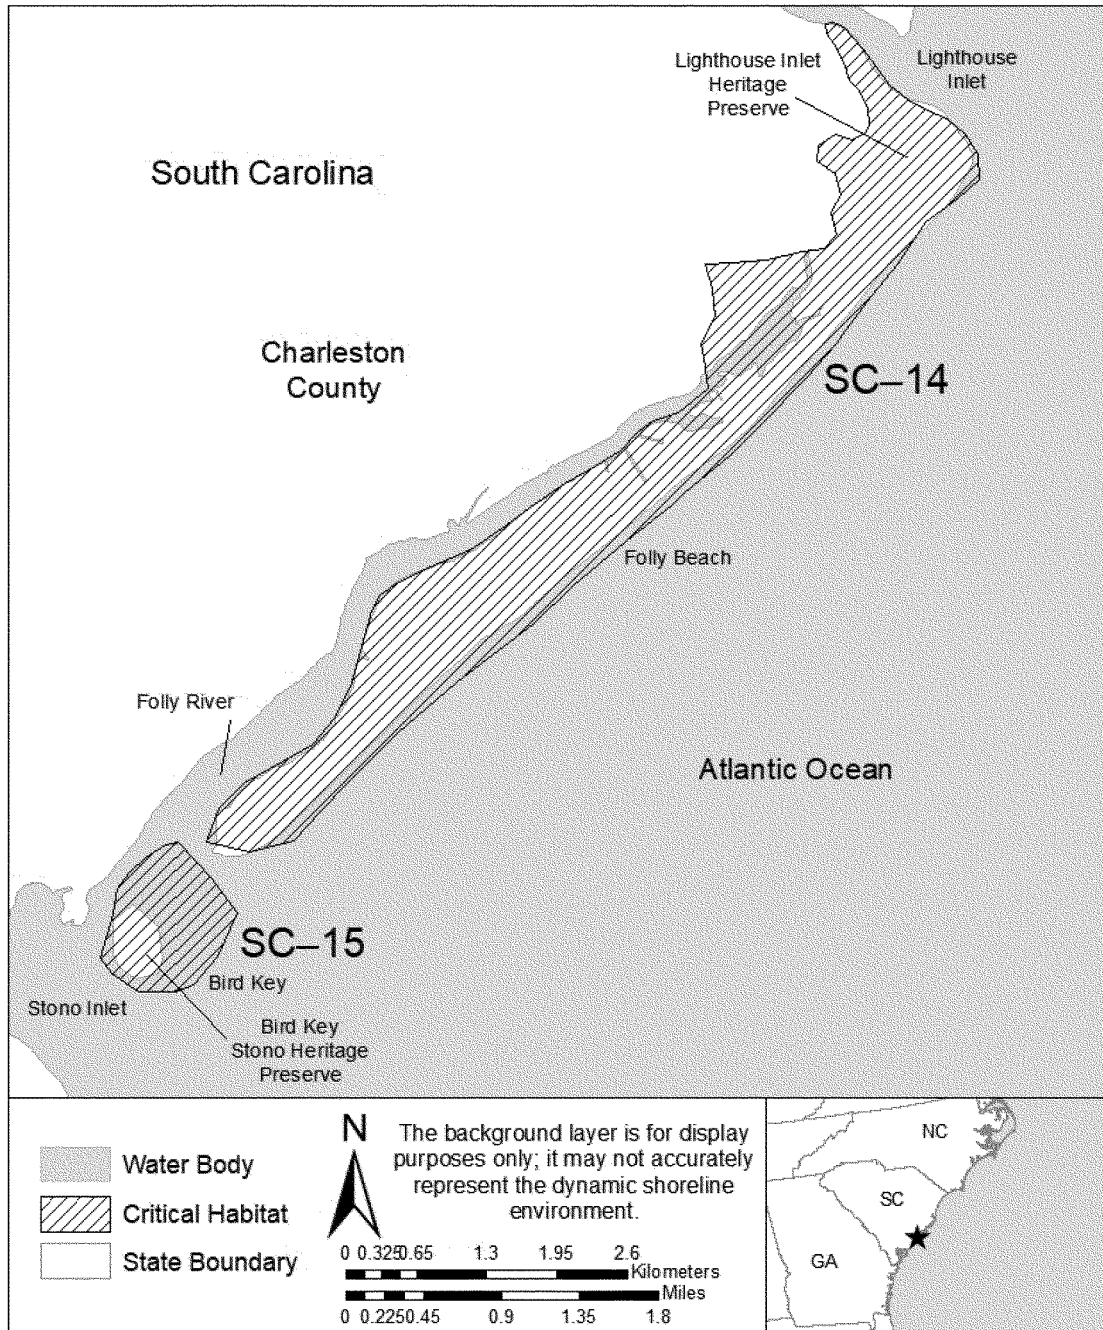 Lighthouse Inlet
Heritage
Preserve
Lighthouse
Inlet
South Carolina
Charleston
County
SC–14
Folly Beach
Folly River
Atlantic Ocean
SC–15
Bird Key
Stono Inlet
Bird Key
Stono Heritage
Preserve
Water Body
Critical Habitat
State Boundary
N
The background layer is for display
purposes only; it may not accurately
represent the dynamic shoreline
environment.
0 0.325 0.65 1.3 1.95 2.6
Kilometers
Miles
0 0.225 0.45 0.9 1.35 1.8
NC
SC
GA